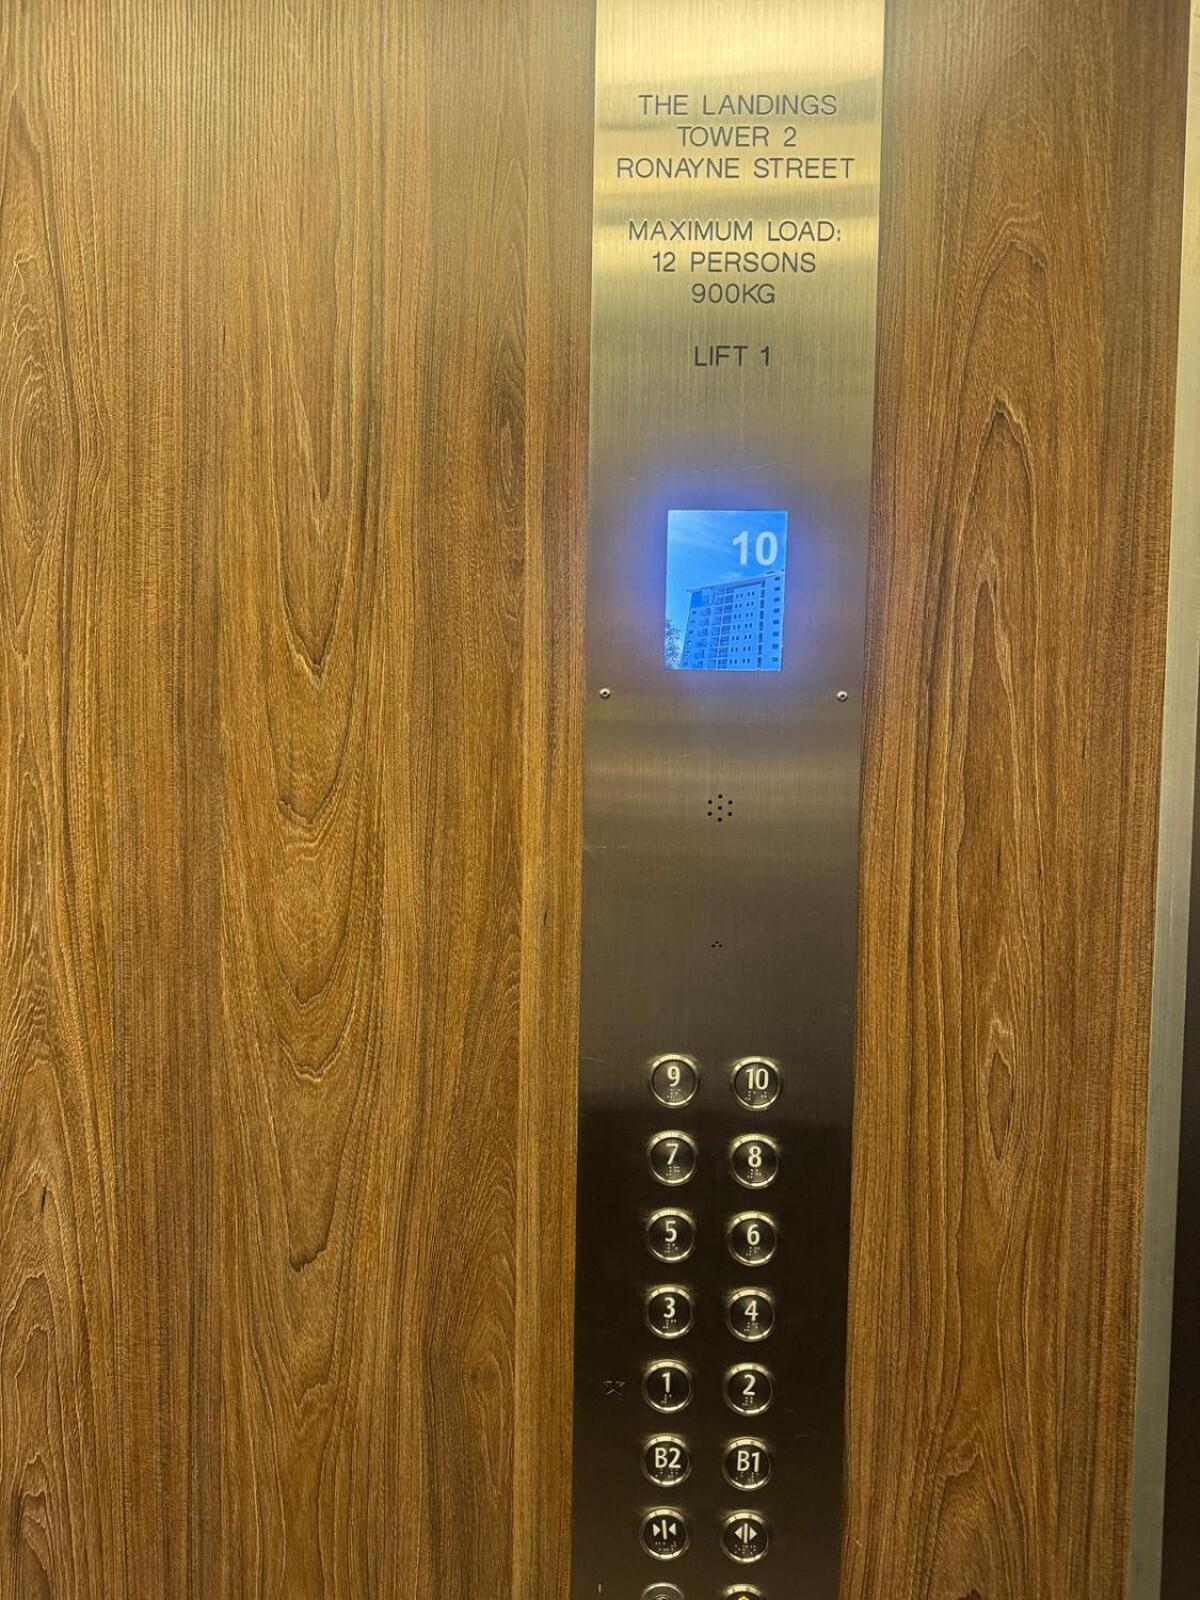 THE LANDINGS
TOWER 2
RONAYNE STREET
MAXIMUM LOAD:
12 PERSONS
900KG
LIFT 1
10
9 10
7 8
5 6
3 4
1 2
B2 B1